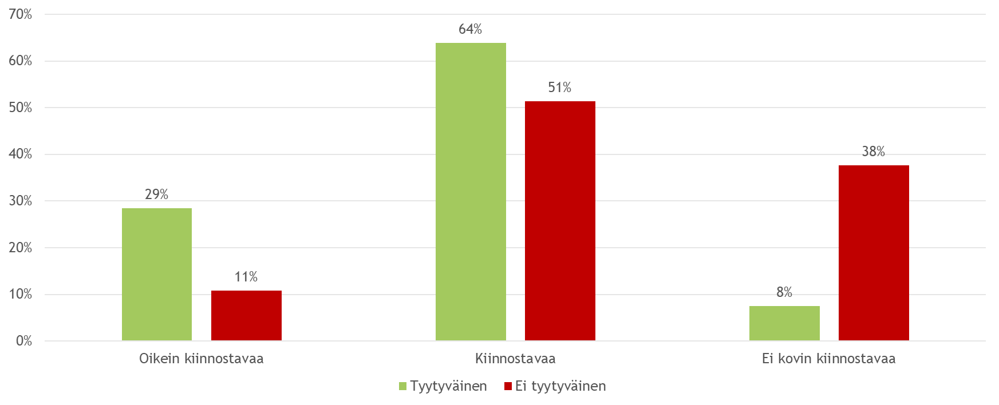 70%
60%
50%
40%
30%
20%
10%
0%
29%
11%
64%
51%
8%
38%
Oikein kiinnostavaa
Kiinnostavaa
Ei kovin kiinnostavaa
Tyytyväinen
Ei tyytyväinen